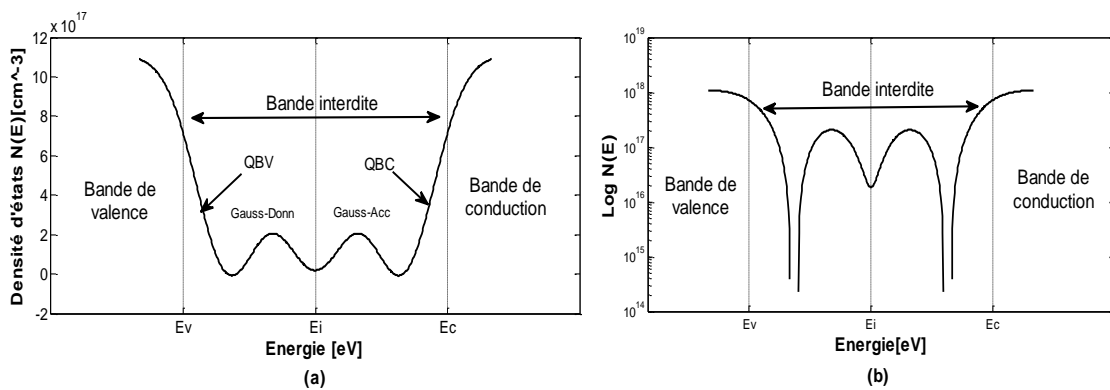 x 10^17
Densité d'états N(E)[cm^-3]
12
10
8
6
4
2
0
-2
Bande interdite
QBV
QBC
Bande de
valence
Gauss-Donn
Gauss-Acc
Bande de
conduction
Ev
Ei
Ec
Energie [eV]
(a)
Log N(E)
10^19
10^18
10^17
10^16
10^15
10^14
Bande interdite
Bande de
valence
Bande de
conduction
Ev
Ei
Ec
Energie[eV]
(b)